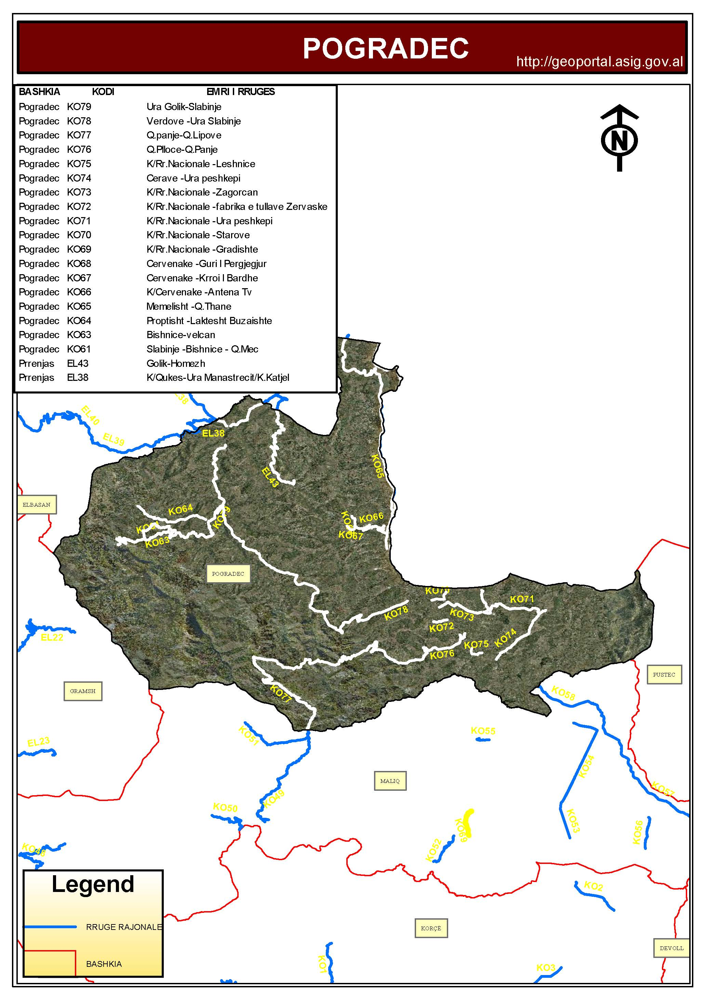 POGRADEC
http://geoportal.asig.gov.al
BASHKIA KODI EMRI I RRUGES
Pogradec KO79 Ura Golik-Slabinje
Pogradec KO78 Verdove -Ura Slabinje
Pogradec KO77 Q.panje-Q.Lipove
Pogradec KO76 Q.Plloce-Q.Panje
Pogradec KO75 K/Rr.Nacionale -Leshnice
Pogradec KO74 Cerave -Ura peshkepi
Pogradec KO73 K/Rr.Nacionale -Zagorcan
Pogradec KO72 K/Rr.Nacionale -fabrika e tullave Zervaske
Pogradec KO71 K/Rr.Nacionale -Ura peshkepi
Pogradec KO70 K/Rr.Nacionale -Starove
Pogradec KO69 K/Rr.Nacionale -Gradishte
Pogradec KO68 Cervenake -Guri I Pergjegjur
Pogradec KO67 Cervenake -Krroi I Bardhe
Pogradec KO66 K/Cervenake -Antena Tv
Pogradec KO65 Memelisht -Q.Thane
Pogradec KO64 Proptisht -Laktesht Buzaishte
Pogradec KO63 Bishnice-velcan
Pogradec KO61 Slabinje -Bishnice - Q.Mec
Prrenjas EL43 Golik-Homezh
Prrenjas EL38 K/Qukes-Ura Manastrecit/K.Katjel
N
EL40
EL39
EL38
EL43
KO65
ELBASAN
KO64
KO79
KO63
KO66
KO67
POGRADEC
KO71
KO73
KO78
KO72
KO74
KO75
KO76
EL22
PUSTEC
GRAMSH
KO77
KO58
KO51
KO55
EL23
KO54
MALIQ
KO57
KO49
KO50
KO53
KO69
KO56
KO52
KO48
KO2
KORÇË
DEVOLL
KO1
KO3
Legend
RRUGE RAJONALE
BASHKIA